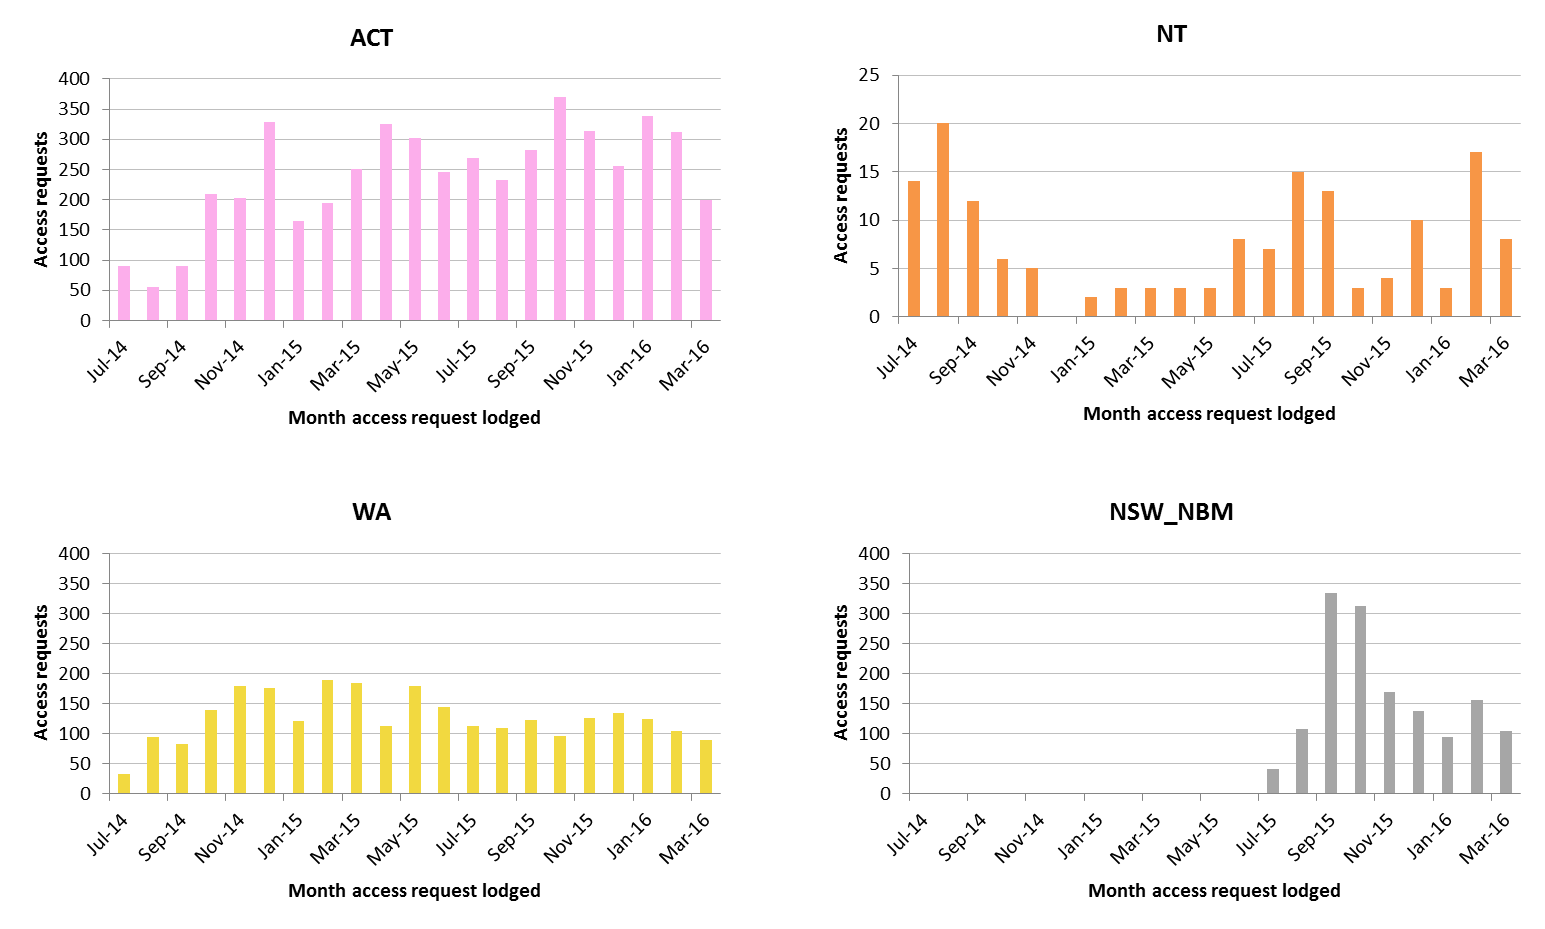 ACT
400
350
300
250
200
150
100
50
0
Access requests
Jul-14 Sep-14 Nov-14 Jan-15 Mar-15 May-15 Jul-15 Sep-15 Nov-15 Jan-16 Mar-16
Month access request lodged
NT
25
20
15
10
5
0
Access requests
Jul-14 Sep-14 Nov-14 Jan-15 Mar-15 May-15 Jul-15 Sep-15 Nov-15 Jan-16 Mar-16
Month access request lodged
WA
400
350
300
250
200
150
100
50
0
Access requests
Jul-14 Sep-14 Nov-14 Jan-15 Mar-15 May-15 Jul-15 Sep-15 Nov-15 Jan-16 Mar-16
Month access request lodged
NSW_NBM
400
350
300
250
200
150
100
50
0
Access requests
Jul-14 Sep-14 Nov-14 Jan-15 Mar-15 May-15 Jul-15 Sep-15 Nov-15 Jan-16 Mar-16
Month access request lodged